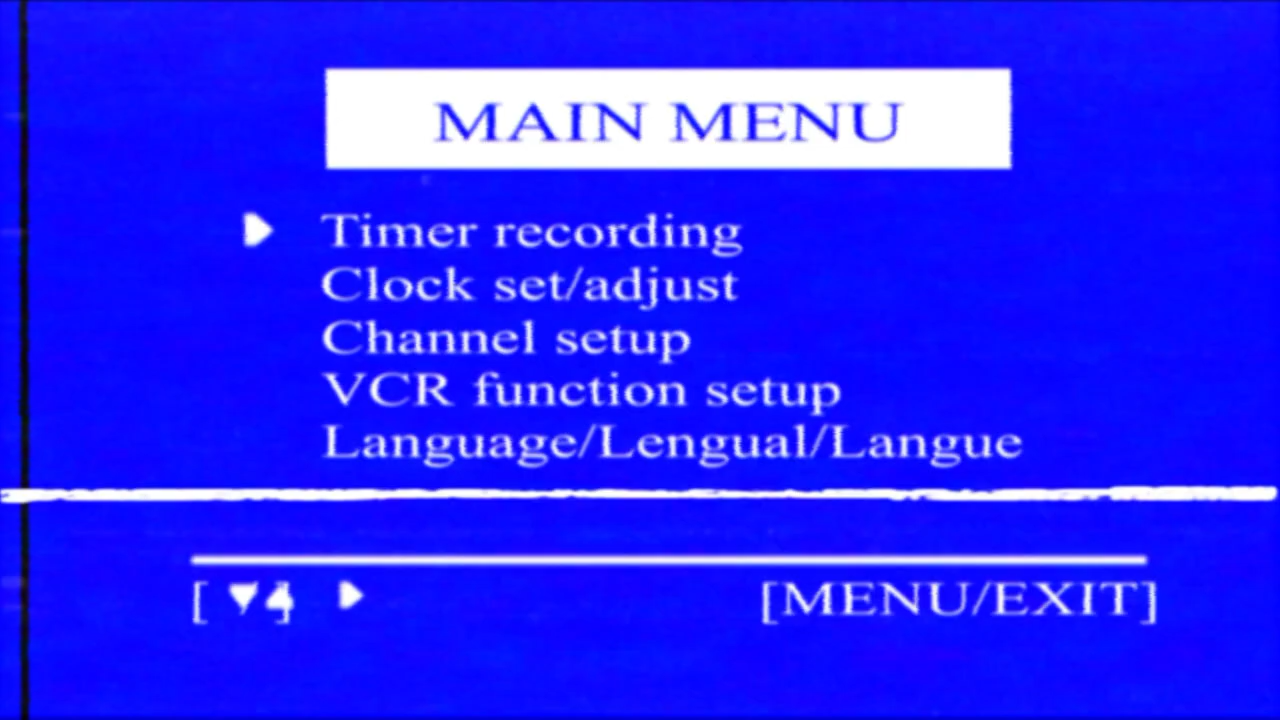 MAIN MENU
▶ Timer recording
Clock set/adjust
Channel setup
VCR function setup
Language/Lengual/Langue
[ ▼▲] ▶ [MENU/EXIT]